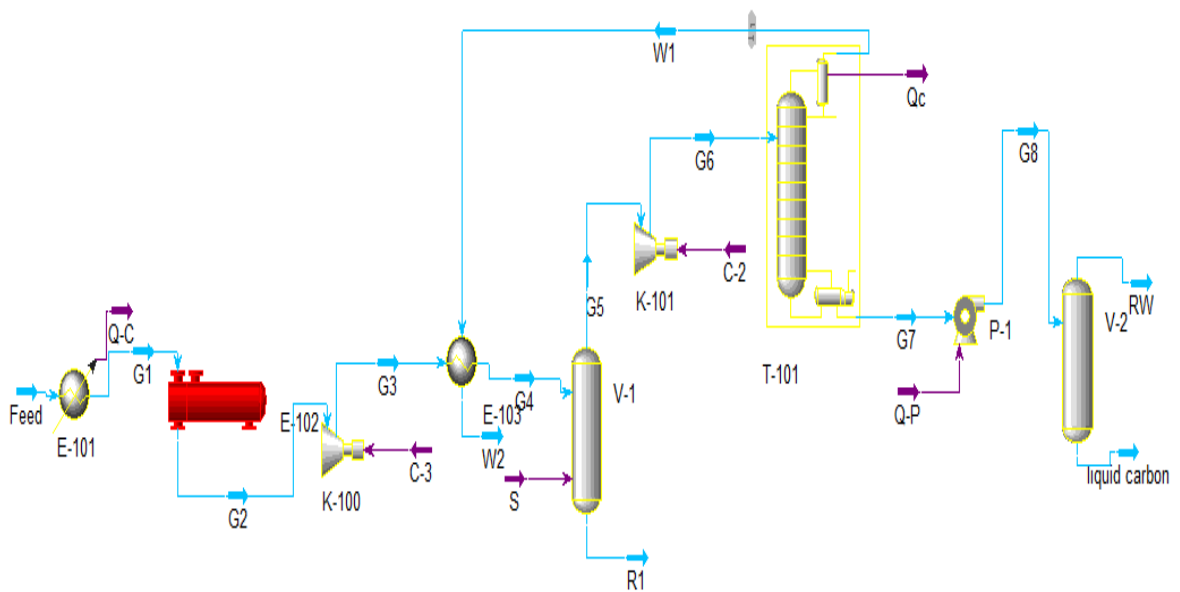 W1
Qc
G6
G8
C-2
G5
K-101
RW
Q-C
G7
P-1
V-2
G1
G3
T-101
V-1
G4
Q-P
Feed
E-102
E-103
E-101
W2
C-3
liquid carbon
K-100
S
G2
R1